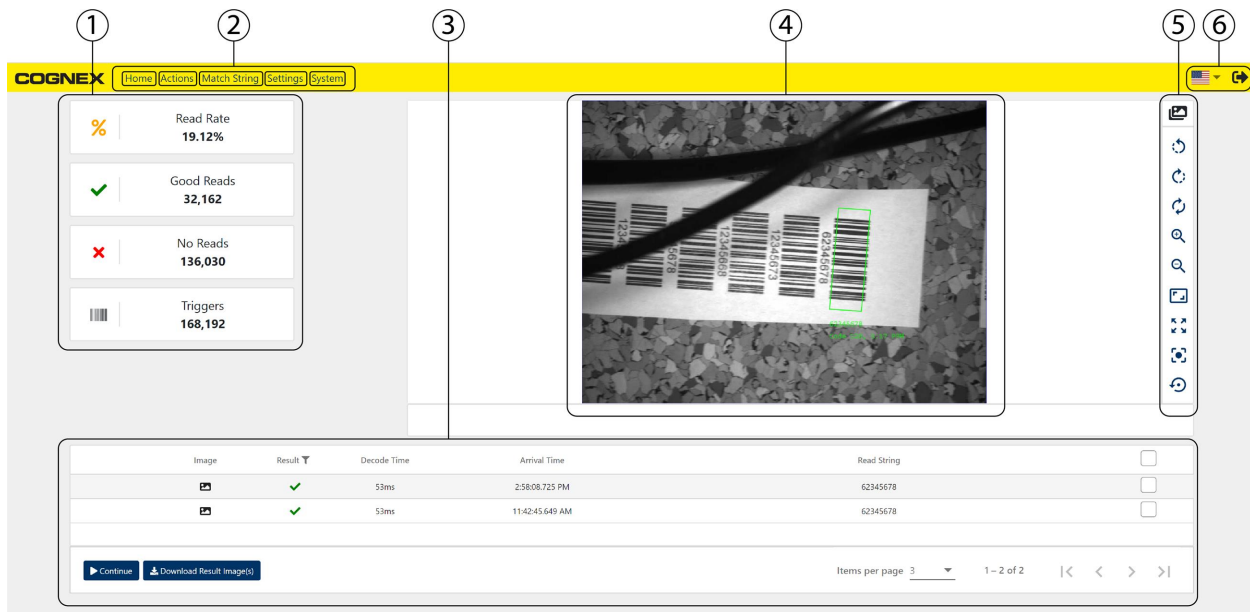 1 2 3 4 5 6
COGNEX Home Actions Match String Settings System
%
Read Rate
19.12%
Good Reads
32,162
No Reads
136,030
Triggers
168,192
12345678
12345668
12345673
62345678
62345678
Image Result Decode Time Arrival Time Read String
53ms 2:58:08.725 PM 62345678
53ms 11:42:45.649 AM 62345678
Continue Download Result Image(s) Items per page 3 1 – 2 of 2